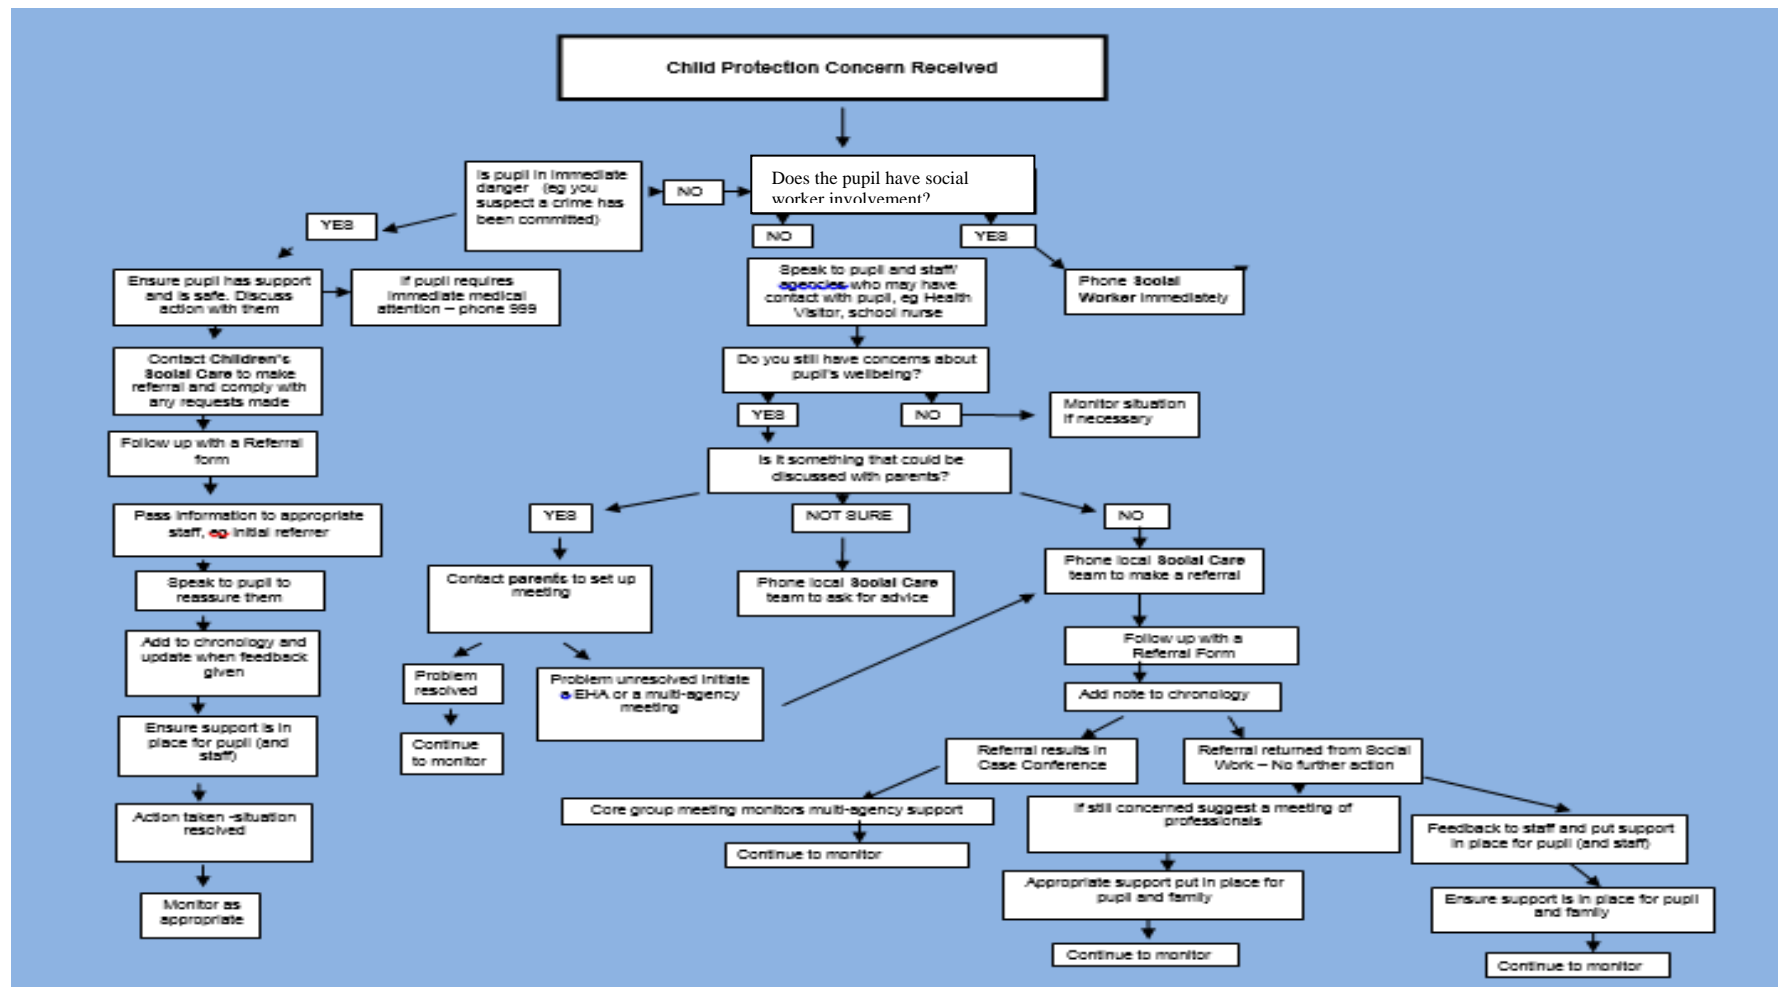 Child Protection Concern Received
Is pupil in immediate
danger (eg you
suspect a crime has
been committed)
NO
Does the pupil have social
worker involvement?
YES
NO
YES
Ensure pupil has support
and is safe. Discuss
action with them
If pupil requires
immediate medical
attention – phone 999
Speak to pupil and staff/
agencies who may have
contact with pupil, eg Health
Visitor, school nurse
Phone Social
Worker immediately
Contact Children's
Social Care to make
referral and comply with
any requests made
Do you still have concerns about
pupil's wellbeing?
YES
NO
Monitor situation
if necessary
Follow up with a Referral
form
Is it something that could be
discussed with parents?
Pass information to appropriate
staff, eg initial referrer
YES
NOT SURE
NO
Speak to pupil to
reassure them
Contact parents to set up
meeting
Phone local Social Care
team to ask for advice
Phone local Social Care
team to make a referral
Add to chronology and
update when feedback
given
Problem
resolved
Problem unresolved initiate
a EHA or a multi-agency
meeting
Follow up with a
Referral Form
Add note to chronology
Ensure support is in
place for pupil (and
staff)
Continue
to monitor
Referral results in
Case Conference
Referral returned from Social
Work – No further action
Action taken -situation
resolved
Core group meeting monitors multi-agency support
If still concerned suggest a meeting of
professionals
Feedback to staff and put support
in place for pupil (and staff)
Continue to monitor
Monitor as
appropriate
Appropriate support put in place for
pupil and family
Ensure support is in place for pupil
and family
Continue to monitor
Continue to monitor